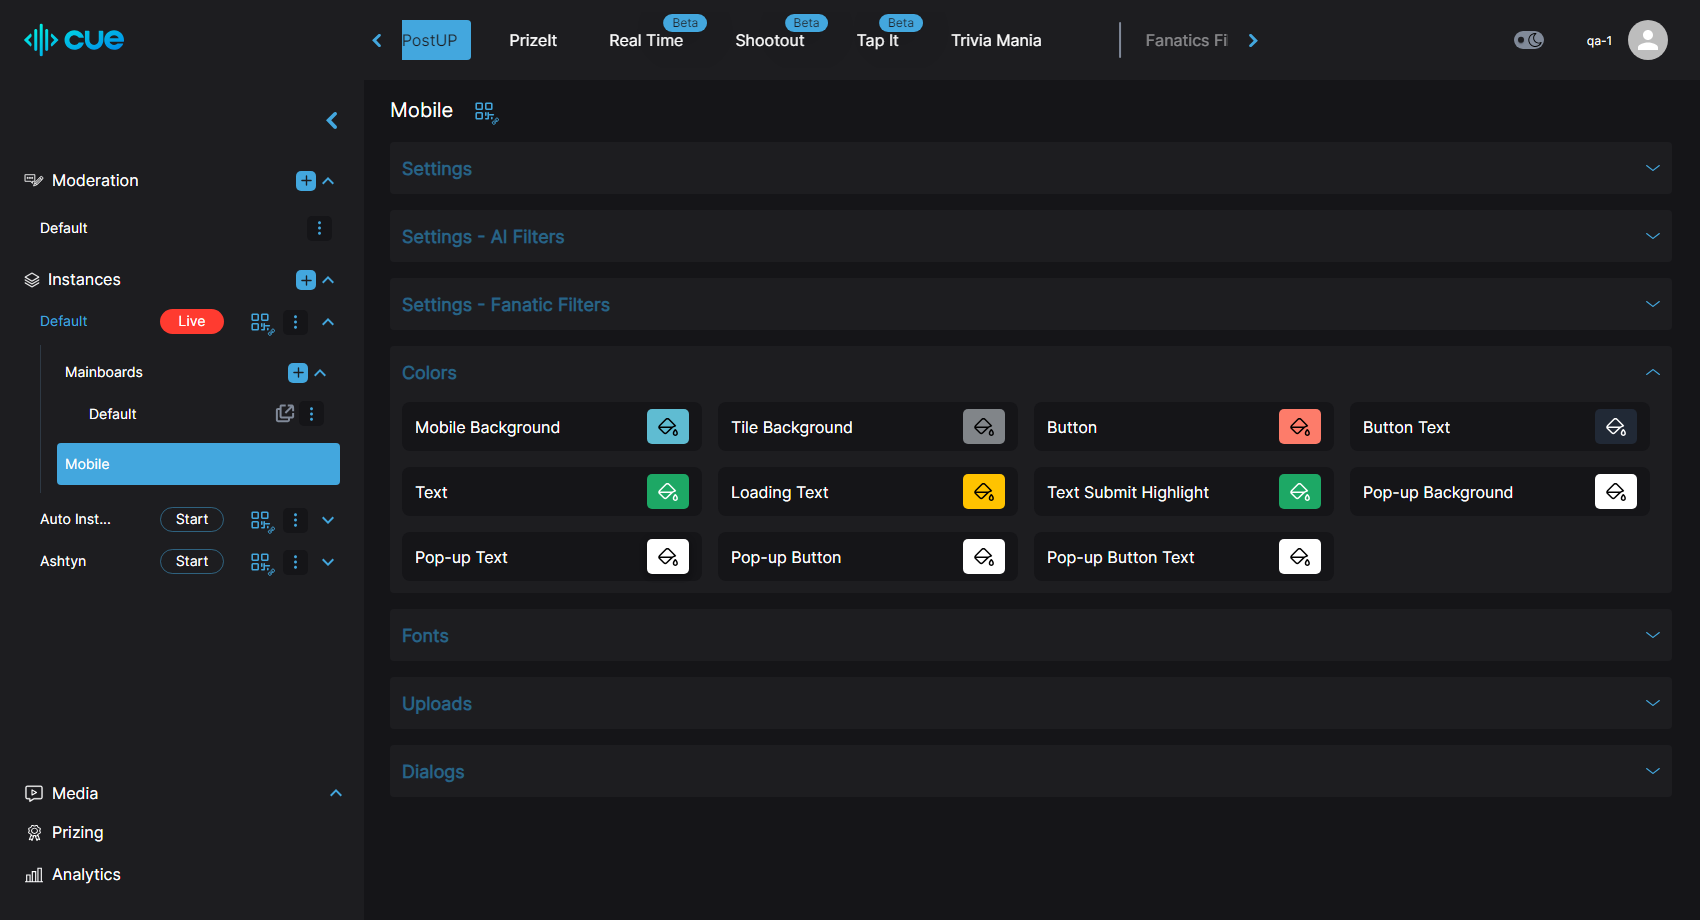 cue
PostUP
PrizeIt
Real Time
Beta
Shootout
Beta
Tap It
Beta
Trivia Mania
Fanatics Fi
qa-1
Moderation
Default
Instances
Default
Live
Mainboards
Default
Mobile
Auto Inst...
Start
Ashtyn
Start
Media
Prizing
Analytics
Mobile
Settings
Settings - AI Filters
Settings - Fanatic Filters
Colors
Mobile Background
Tile Background
Button
Button Text
Text
Loading Text
Text Submit Highlight
Pop-up Background
Pop-up Text
Pop-up Button
Pop-up Button Text
Fonts
Uploads
Dialogs